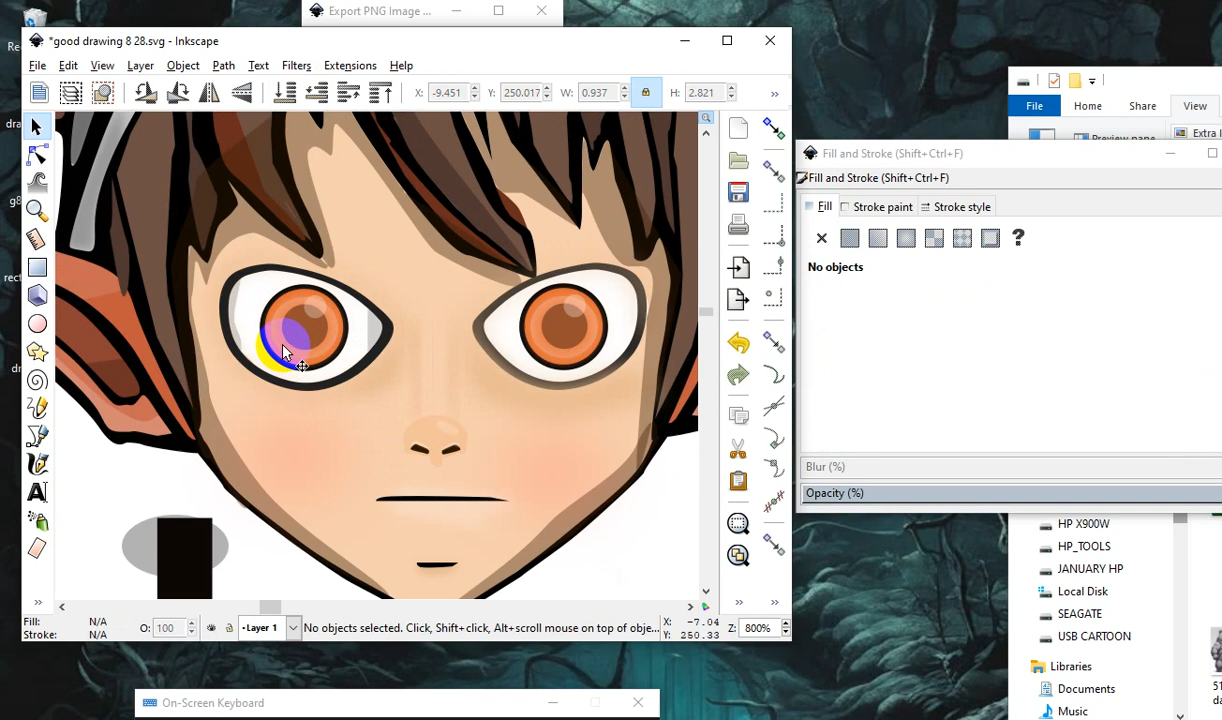 Export PNG Image ...
*good drawing 8 28.svg - Inkscape
File Edit View Layer Object Path Text Filters Extensions Help
X: -9.451 Y: 250.017 W: 0.937 H: 2.821
File Home Share View
Preview pane Extra l
Fill and Stroke (Shift+Ctrl+F)
Fill and Stroke (Shift+Ctrl+F)
Fill Stroke paint Stroke style
No objects
Blur (%)
Opacity (%)
HP X900W
HP_TOOLS
JANUARY HP
Local Disk
SEAGATE
USB CARTOON
Libraries
Documents
Music
Fill: N/A
Stroke: N/A
O: 100
Layer 1
No objects selected. Click, Shift+click, Alt+scroll mouse on top of obje...
X: -7.04
Y: 250.33
Z: 800%
On-Screen Keyboard